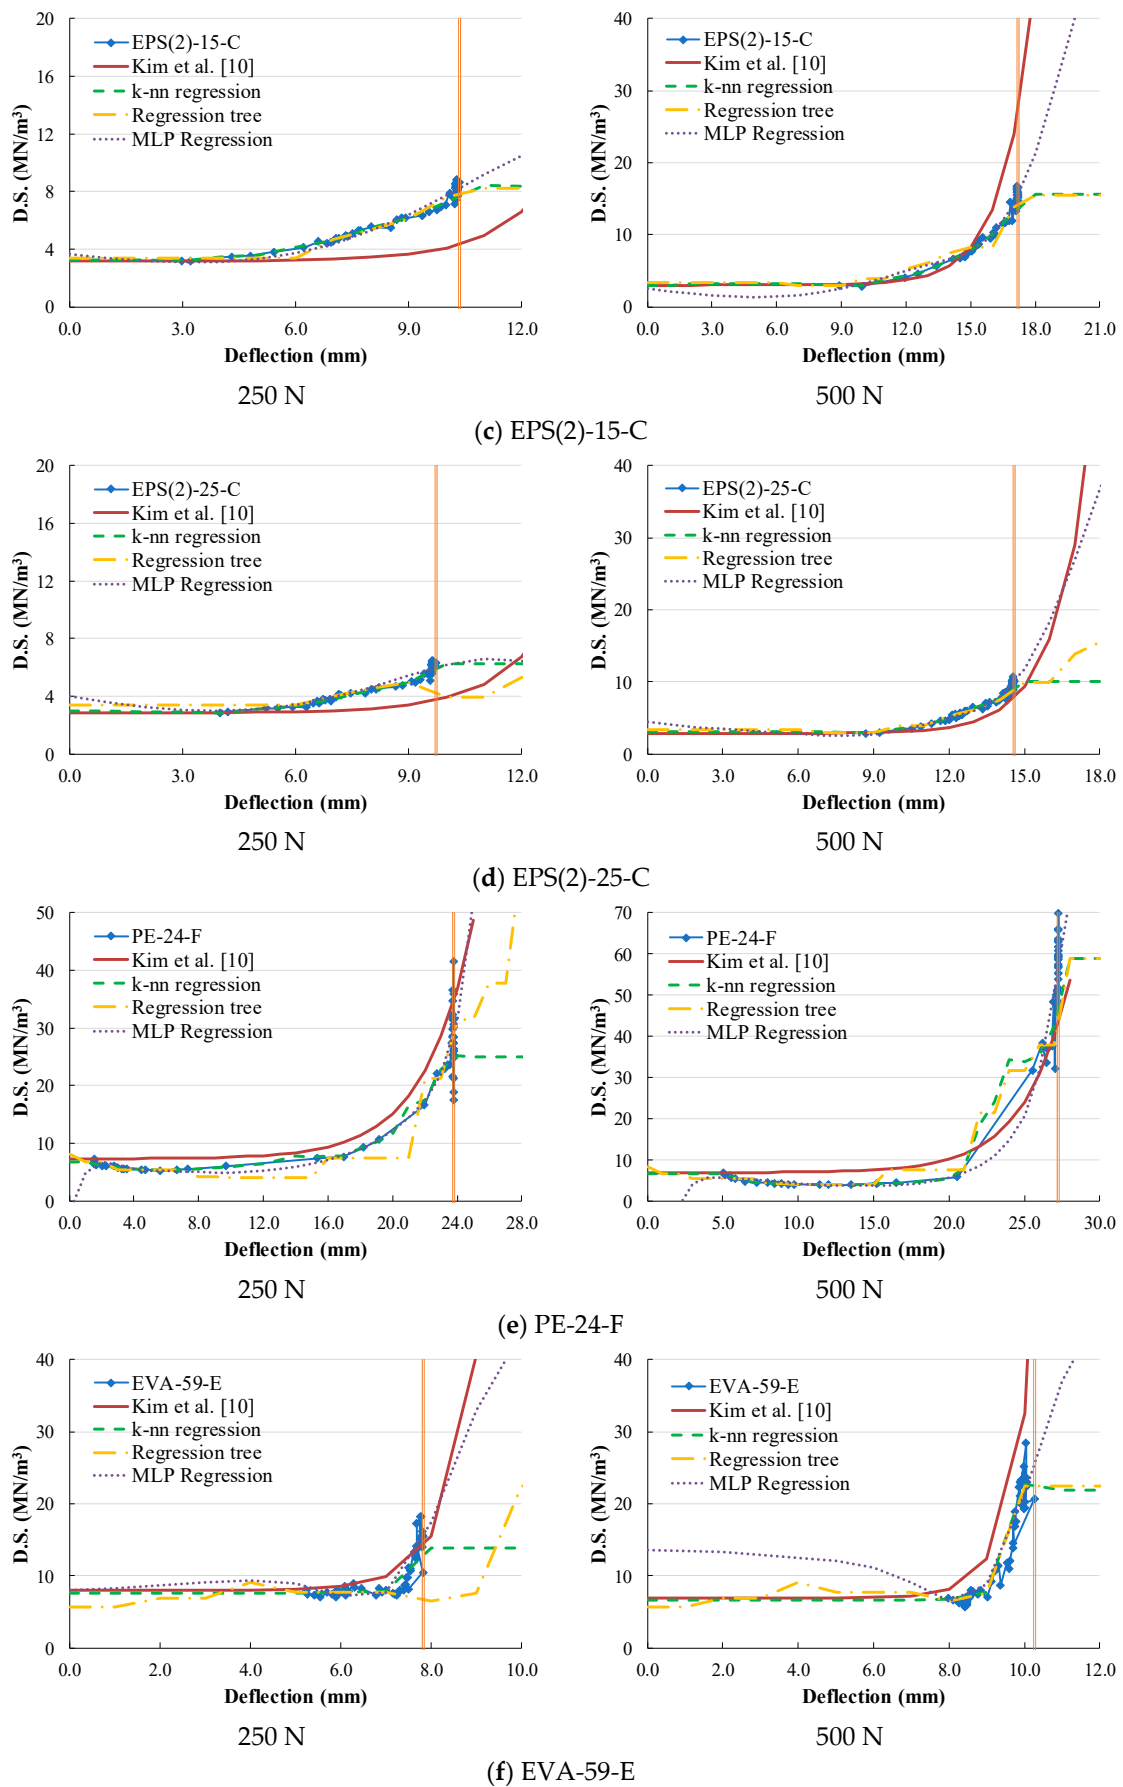 20
16
12
8
4
0
D.S. (MN/m³)
EPS(2)-15-C
Kim et al. [10]
k-nn regression
Regression tree
MLP Regression
0.0 3.0 6.0 9.0 12.0
Deflection (mm)
250 N
40
30
20
10
0
D.S. (MN/m³)
EPS(2)-15-C
Kim et al. [10]
k-nn regression
Regression tree
MLP Regression
0.0 3.0 6.0 9.0 12.0 15.0 18.0 21.0
Deflection (mm)
500 N
(c) EPS(2)-15-C
20
16
12
8
4
0
D.S. (MN/m³)
EPS(2)-25-C
Kim et al. [10]
k-nn regression
Regression tree
MLP Regression
0.0 3.0 6.0 9.0 12.0
Deflection (mm)
250 N
40
30
20
10
0
D.S. (MN/m³)
EPS(2)-25-C
Kim et al. [10]
k-nn regression
Regression tree
MLP Regression
0.0 3.0 6.0 9.0 12.0 15.0 18.0
Deflection (mm)
500 N
(d) EPS(2)-25-C
50
40
30
20
10
0
D.S. (MN/m³)
PE-24-F
Kim et al. [10]
k-nn regression
Regression tree
MLP Regression
0.0 4.0 8.0 12.0 16.0 20.0 24.0 28.0
Deflection (mm)
250 N
70
60
50
40
30
20
10
0
D.S. (MN/m³)
PE-24-F
Kim et al. [10]
k-nn regression
Regression tree
MLP Regression
0.0 5.0 10.0 15.0 20.0 25.0 30.0
Deflection (mm)
500 N
(e) PE-24-F
40
30
20
10
0
D.S. (MN/m³)
EVA-59-E
Kim et al. [10]
k-nn regression
Regression tree
MLP Regression
0.0 2.0 4.0 6.0 8.0 10.0
Deflection (mm)
250 N
40
30
20
10
0
D.S. (MN/m³)
EVA-59-E
Kim et al. [10]
k-nn regression
Regression tree
MLP Regression
0.0 2.0 4.0 6.0 8.0 10.0 12.0
Deflection (mm)
500 N
(f) EVA-59-E